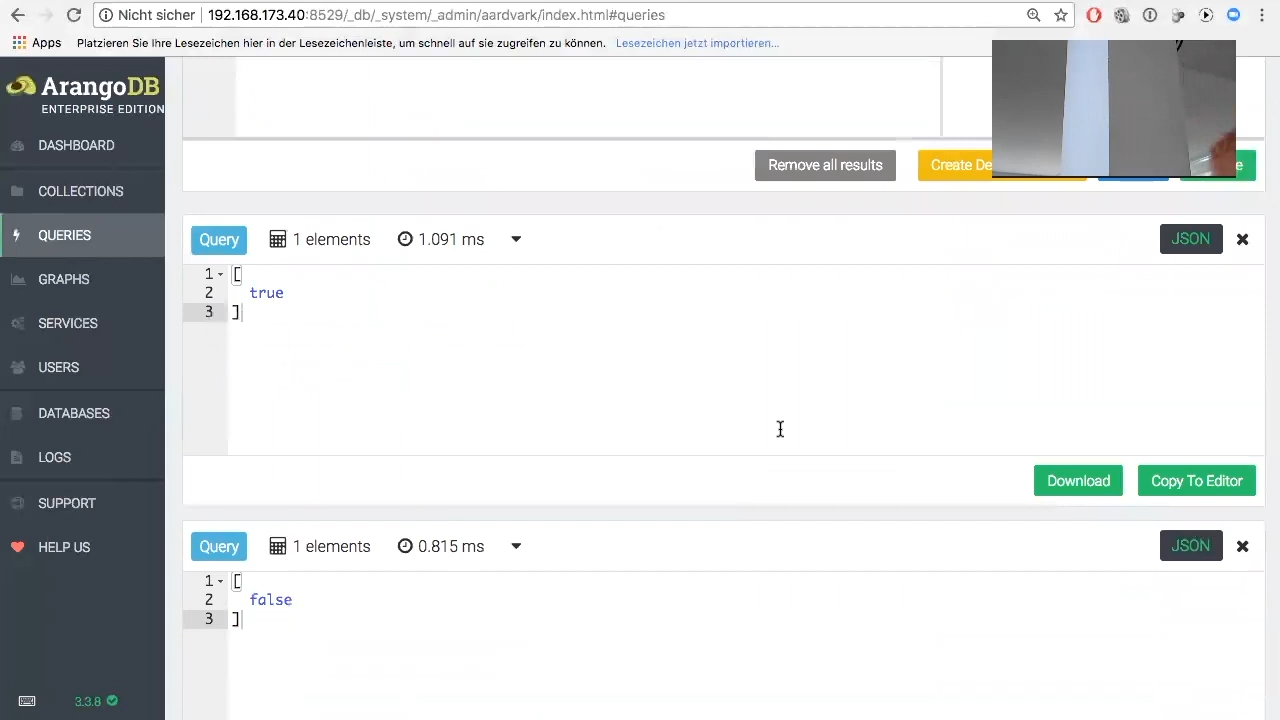 Nicht sicher 192.168.173.40:8529/_db/_system/_admin/aardvark/index.html#queries
Apps Platzieren Sie Ihre Lesezeichen hier in der Lesezeichenleiste, um schnell auf sie zugreifen zu können. Lesezeichen jetzt importieren...
ArangoDB
ENTERPRISE EDITION
DASHBOARD
COLLECTIONS
QUERIES
GRAPHS
SERVICES
USERS
DATABASES
LOGS
SUPPORT
HELP US
3.3.8
Remove all results Create De
Query 1 elements 1.091 ms JSON
1 [
2 true
3 ]
Download Copy To Editor
Query 1 elements 0.815 ms JSON
1 [
2 false
3 ]